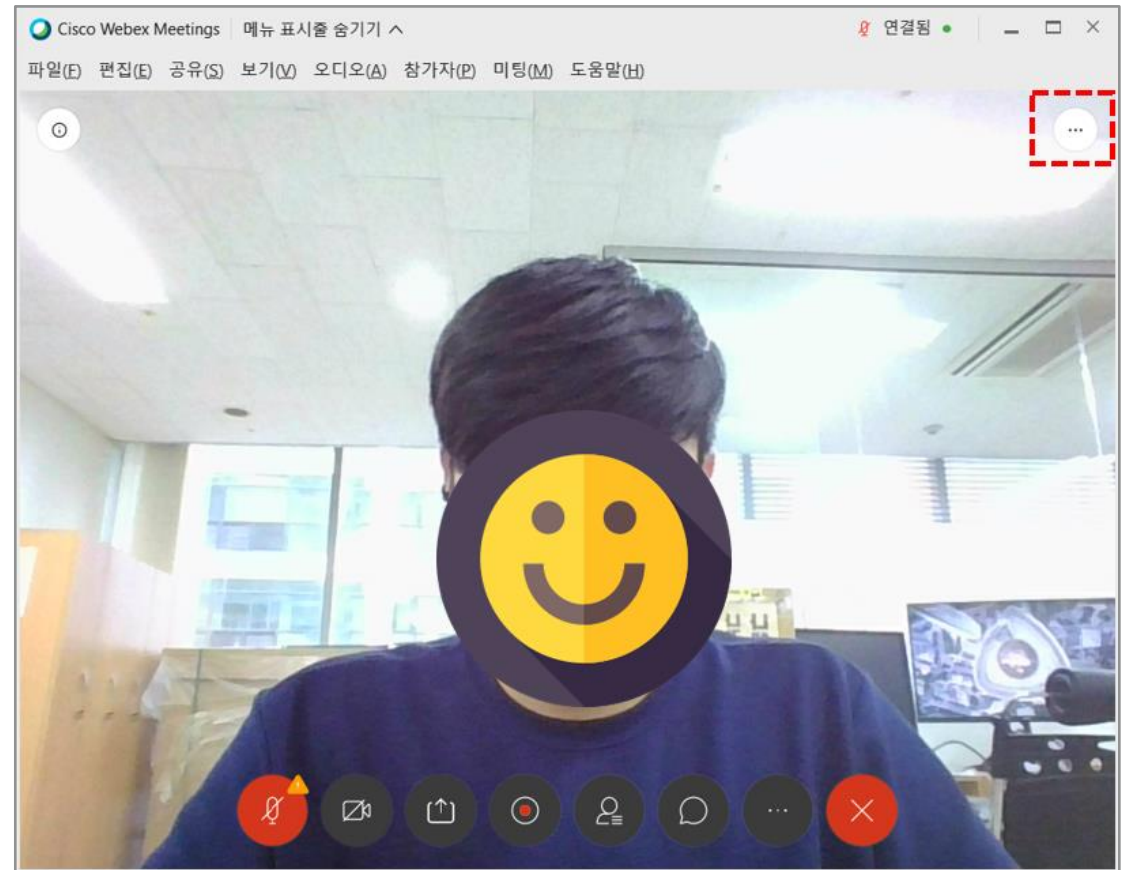 Cisco Webex Meetings 메뉴 표시줄 숨기기 연결됨
파일(F) 편집(E) 공유(S) 보기(V) 오디오(A) 참가자(P) 미팅(M) 도움말(H)